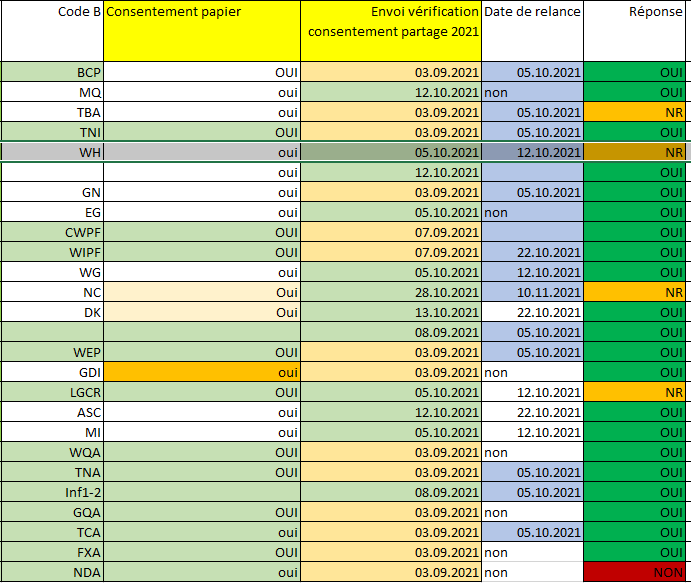 Code B Consentement papier Envoi vérification Date de relance Réponse
consentement partage 2021
BCP OUI 03.09.2021 05.10.2021 OUI
MQ oui 12.10.2021 non OUI
TBA oui 03.09.2021 05.10.2021 NR
TNI OUI 03.09.2021 05.10.2021 OUI
WH oui 05.10.2021 12.10.2021 NR
oui 12.10.2021 OUI
GN oui 03.09.2021 05.10.2021 OUI
EG oui 05.10.2021 non OUI
CWPF OUI 07.09.2021 OUI
WIPF OUI 07.09.2021 22.10.2021 OUI
WG oui 05.10.2021 12.10.2021 OUI
NC Oui 28.10.2021 10.11.2021 NR
DK Oui 13.10.2021 22.10.2021 OUI
08.09.2021 05.10.2021 OUI
WEP OUI 03.09.2021 05.10.2021 OUI
GDI oui 03.09.2021 non OUI
LGCR OUI 05.10.2021 12.10.2021 NR
ASC oui 12.10.2021 22.10.2021 OUI
MI oui 05.10.2021 12.10.2021 OUI
WQA OUI 03.09.2021 non OUI
TNA OUI 03.09.2021 05.10.2021 OUI
Inf1-2 08.09.2021 05.10.2021 OUI
GQA OUI 03.09.2021 non OUI
TCA oui 03.09.2021 05.10.2021 OUI
FXA OUI 03.09.2021 non OUI
NDA oui 03.09.2021 non NON